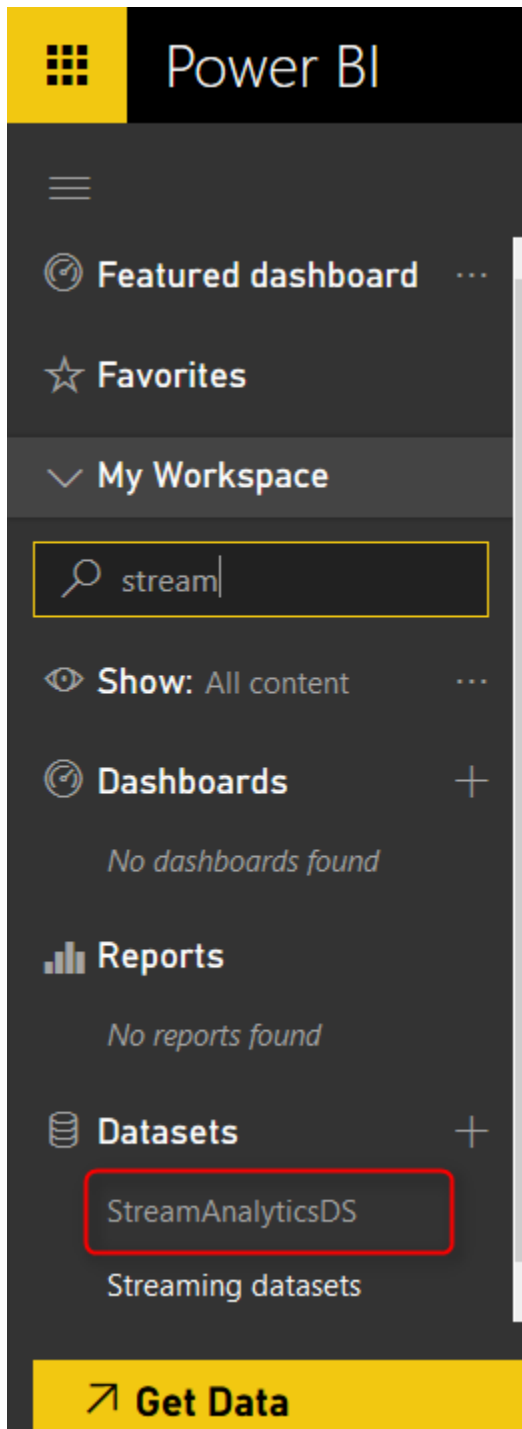 Power BI
Featured dashboard ...
Favorites
My Workspace
stream
Show: All content ...
Dashboards +
No dashboards found
Reports
No reports found
Datasets +
StreamAnalyticsDS
Streaming datasets
Get Data